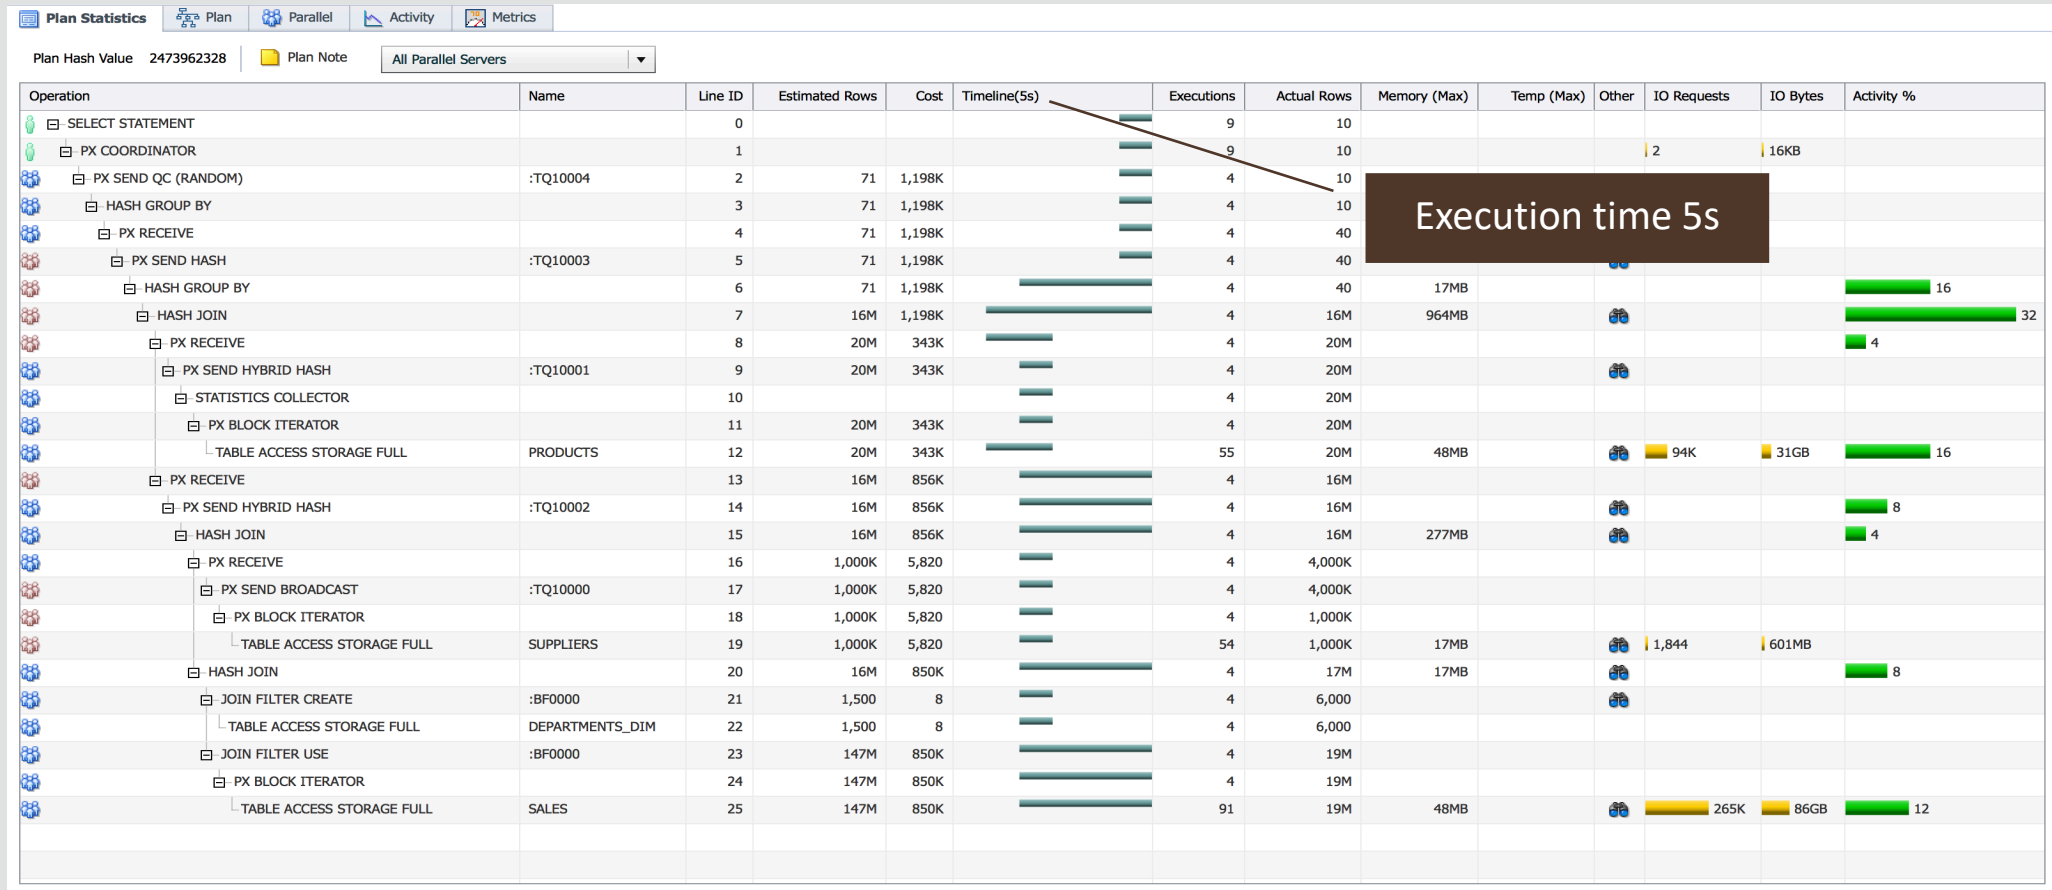 Plan Statistics Plan Parallel Activity Metrics
Plan Hash Value 2473962328 Plan Note All Parallel Servers
Operation Name Line ID Estimated Rows Cost Timeline(5s) Executions Actual Rows Memory (Max) Temp (Max) Other IO Requests IO Bytes Activity %
SELECT STATEMENT 0 9 10
PX COORDINATOR 1 9 10 2 16KB
PX SEND QC (RANDOM) :TQ10004 2 71 1,198K 4 10
HASH GROUP BY 3 71 1,198K 4 10
Execution time 5s
PX RECEIVE 4 71 1,198K 4 40
PX SEND HASH :TQ10003 5 71 1,198K 4 40
HASH GROUP BY 6 71 1,198K 4 40 17MB 16
HASH JOIN 7 16M 1,198K 4 16M 964MB 32
PX RECEIVE 8 20M 343K 4 20M 4
PX SEND HYBRID HASH :TQ10001 9 20M 343K 4 20M
STATISTICS COLLECTOR 10 4 20M
PX BLOCK ITERATOR 11 20M 343K 4 20M
TABLE ACCESS STORAGE FULL PRODUCTS 12 20M 343K 55 20M 48MB 94K 31GB 16
PX RECEIVE 13 16M 856K 4 16M
PX SEND HYBRID HASH :TQ10002 14 16M 856K 4 16M 8
HASH JOIN 15 16M 856K 4 16M 277MB 4
PX RECEIVE 16 1,000K 5,820 4 4,000K
PX SEND BROADCAST :TQ10000 17 1,000K 5,820 4 4,000K
PX BLOCK ITERATOR 18 1,000K 5,820 4 1,000K
TABLE ACCESS STORAGE FULL SUPPLIERS 19 1,000K 5,820 54 1,000K 17MB 1,844 601MB
HASH JOIN 20 16M 850K 4 17M 17MB 8
JOIN FILTER CREATE :BF0000 21 1,500 8 4 6,000
TABLE ACCESS STORAGE FULL DEPARTMENTS_DIM 22 1,500 8 4 6,000
JOIN FILTER USE :BF0000 23 147M 850K 4 19M
PX BLOCK ITERATOR 24 147M 850K 4 19M
TABLE ACCESS STORAGE FULL SALES 25 147M 850K 91 19M 48MB 265K 86GB 12